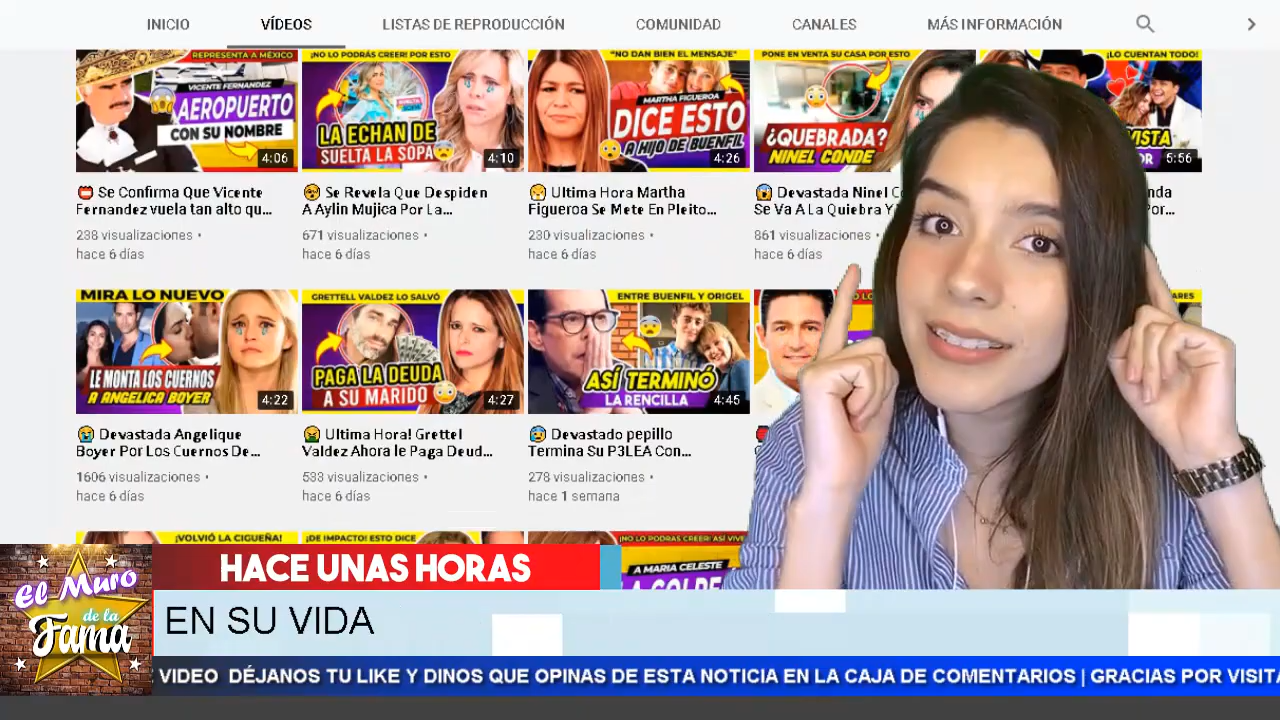 INICIO
VÍDEOS
LISTAS DE REPRODUCCIÓN
COMUNIDAD
CANALES
MÁS INFORMACIÓN
REPRESENTA A MÉXICO
VICENTE FERNANDEZ
AEROPUERTO
CON SU NOMBRE
4:06
¡NO LO PODRÁS CREER! POR ESTO
LA ECHAN DE
SUELTA LA SOPA
4:10
"NO DAN BIEN EL MENSAJE"
MARTHA FIGUEROA
DICE ESTO
A HIJO DE BUENFIL
4:26
PONE EN VENTA SU CASA POR ESTO
¿QUEBRADA?
NINEL CONDE
¡LO CUENTAN TODO!
5:56
Se Confirma Que Vicente
Fernandez vuela tan alto qu...
238 visualizaciones •
hace 6 días
Se Revela Que Despiden
A Aylin Mujica Por La...
671 visualizaciones •
hace 6 días
Ultima Hora Martha
Figueroa Se Mete En Pleito...
230 visualizaciones •
hace 6 días
Devastada Ninel
Se Va A La Quiebra Y
861 visualizaciones •
hace 6 días
MIRA LO NUEVO
LE MONTA LOS CUERNOS
A ANGELICA BOYER
4:22
GRETTELL VALDEZ LO SALVÓ
PAGA LA DEUDA
A SU MARIDO
4:27
ENTRE BUENFIL Y ORIGEL
ASÍ TERMINÓ
LA RENCILLA
4:45
Devastada Angelique
Boyer Por Los Cuernos De...
1606 visualizaciones •
hace 6 días
Ultima Hora! Grettel
Valdez Ahora le Paga Deud...
533 visualizaciones •
hace 6 días
Devastado pepillo
Termina Su P3LEA Con...
278 visualizaciones •
hace 1 semana
¡VOLVIÓ LA CIGUEÑA!
¡DE IMPACTO! ESTO DICE
¡NO LO PODRAS CREER! ASÍ VIVE
A MARIA CELESTE
HACE UNAS HORAS
EN SU VIDA
El Muro
de la
Fama
VIDEO DÉJANOS TU LIKE Y DINOS QUE OPINAS DE ESTA NOTICIA EN LA CAJA DE COMENTARIOS | GRACIAS POR VISITA